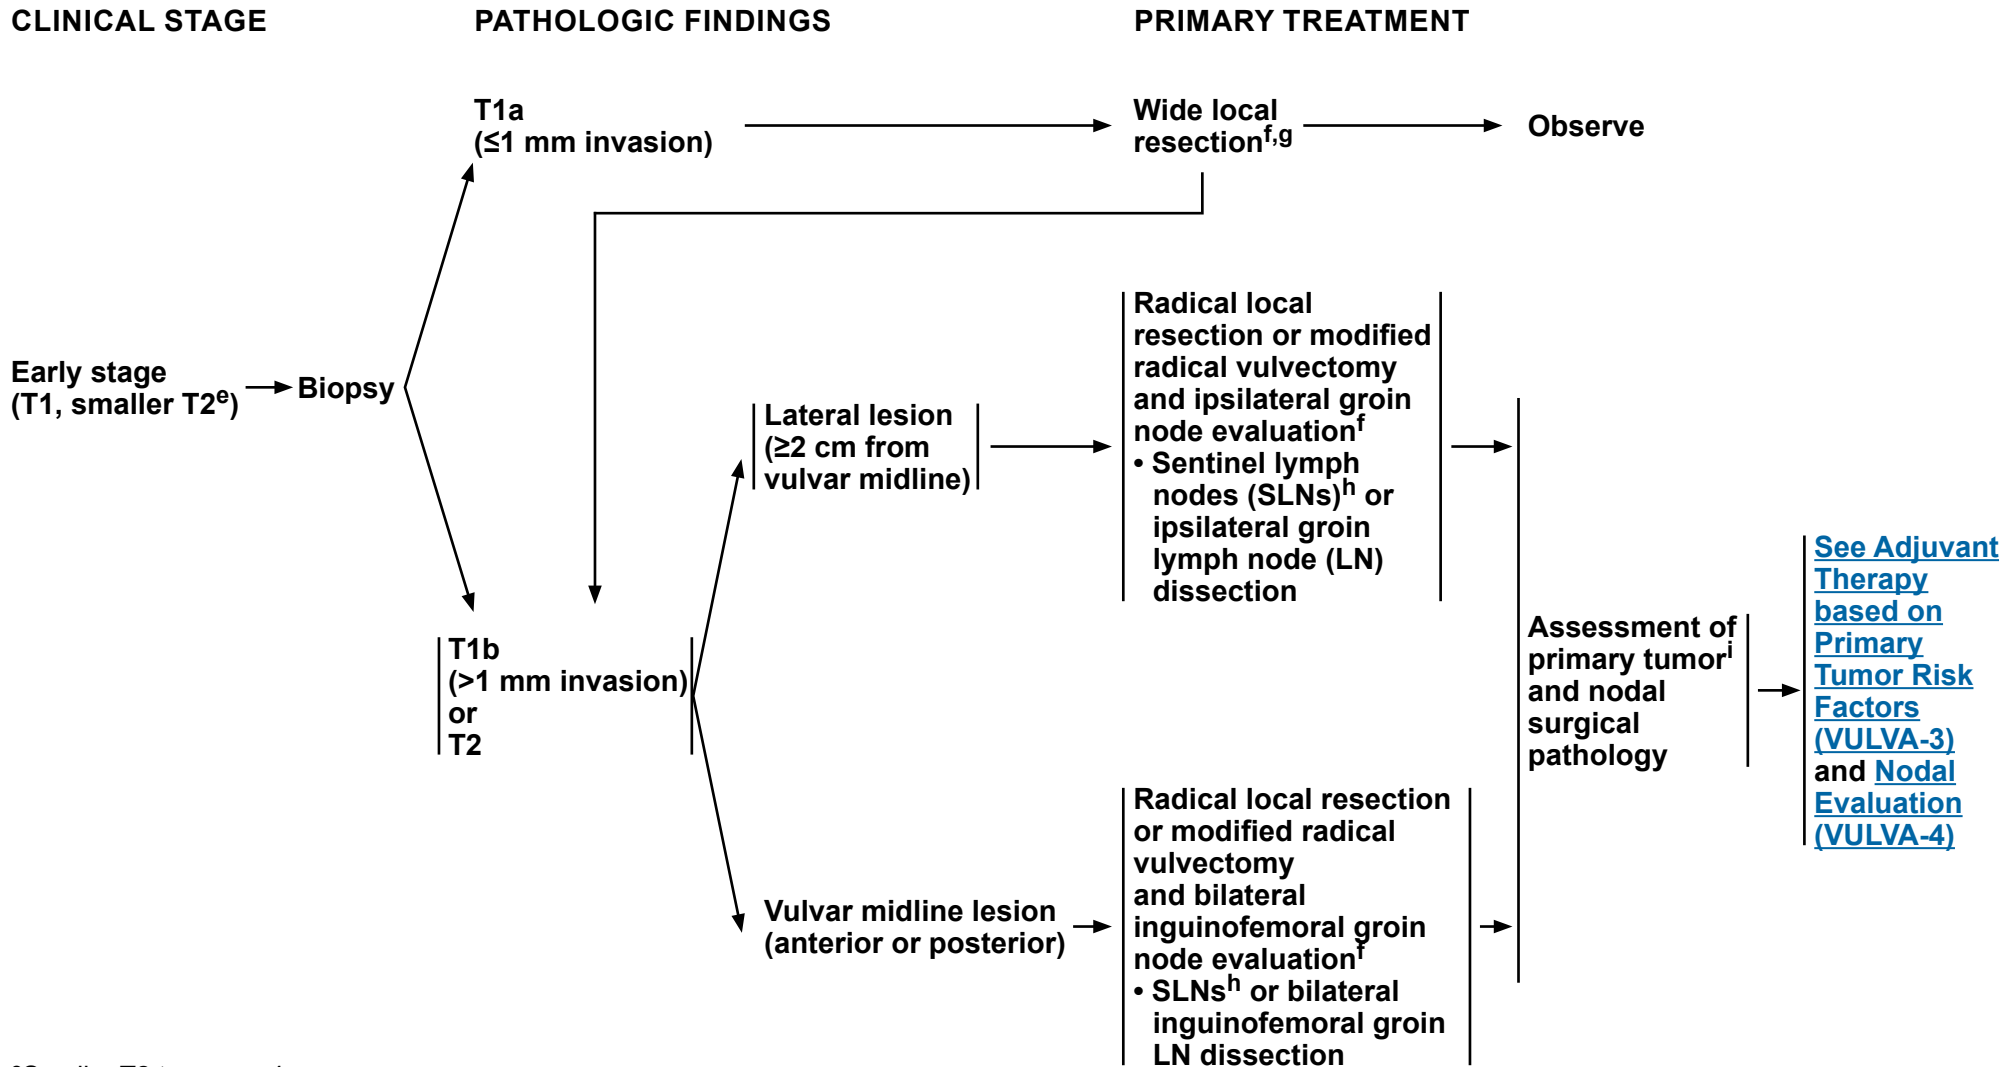 CLINICAL STAGE
PATHOLOGIC FINDINGS
PRIMARY TREATMENT
T1a
(≤1 mm invasion)
Wide local
resectionf,g
Observe
Early stage
(T1, smaller T2e)
Biopsy
T1b
(>1 mm invasion)
or
T2
Lateral lesion
(≥2 cm from
vulvar midline)
Radical local
resection or modified
radical vulvectomy
and ipsilateral groin
node evaluationf
• Sentinel lymph
nodes (SLNs)h or
ipsilateral groin
lymph node (LN)
dissection
Vulvar midline lesion
(anterior or posterior)
Radical local resection
or modified radical
vulvectomy
and bilateral
inguinofemoral groin
node evaluationf
• SLNsh or bilateral
inguinofemoral groin
LN dissection
Assessment of
primary tumori
and nodal
surgical
pathology
See Adjuvant
Therapy
based on
Primary
Tumor Risk
Factors
(VULVA-3)
and Nodal
Evaluation
(VULVA-4)